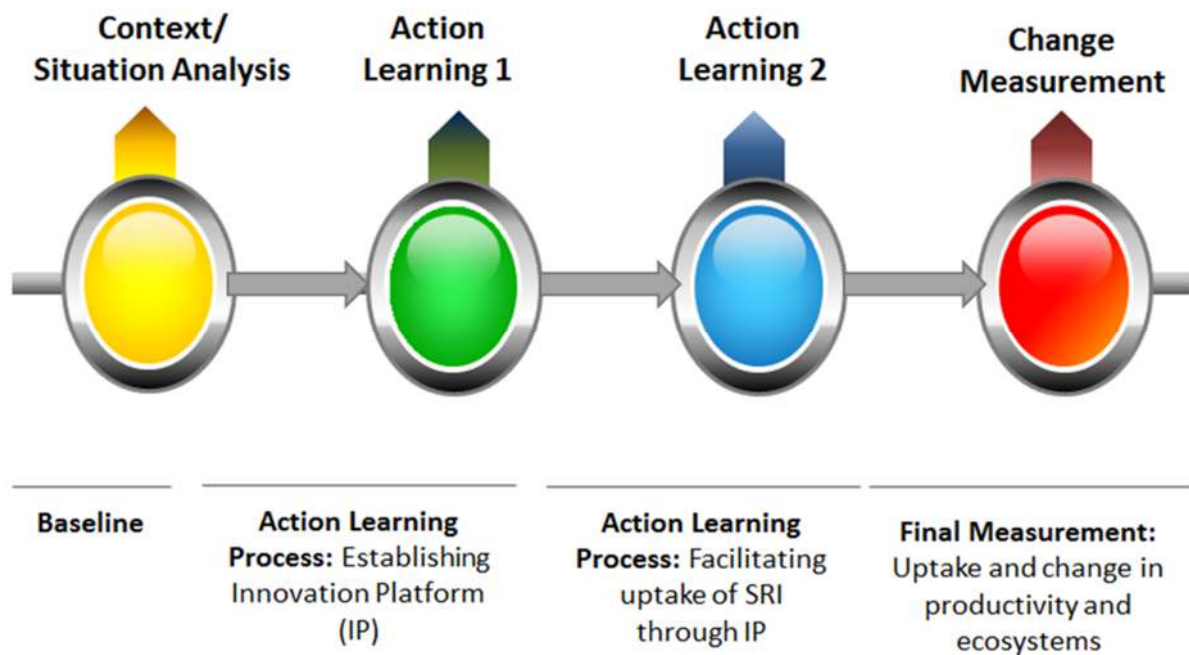 Context/
Situation Analysis
Action
Learning 1
Action
Learning 2
Change
Measurement
Baseline
Action Learning
Process: Establishing
Innovation Platform
(IP)
Action Learning
Process: Facilitating
uptake of SRI
through IP
Final Measurement:
Uptake and change in
productivity and
ecosystems